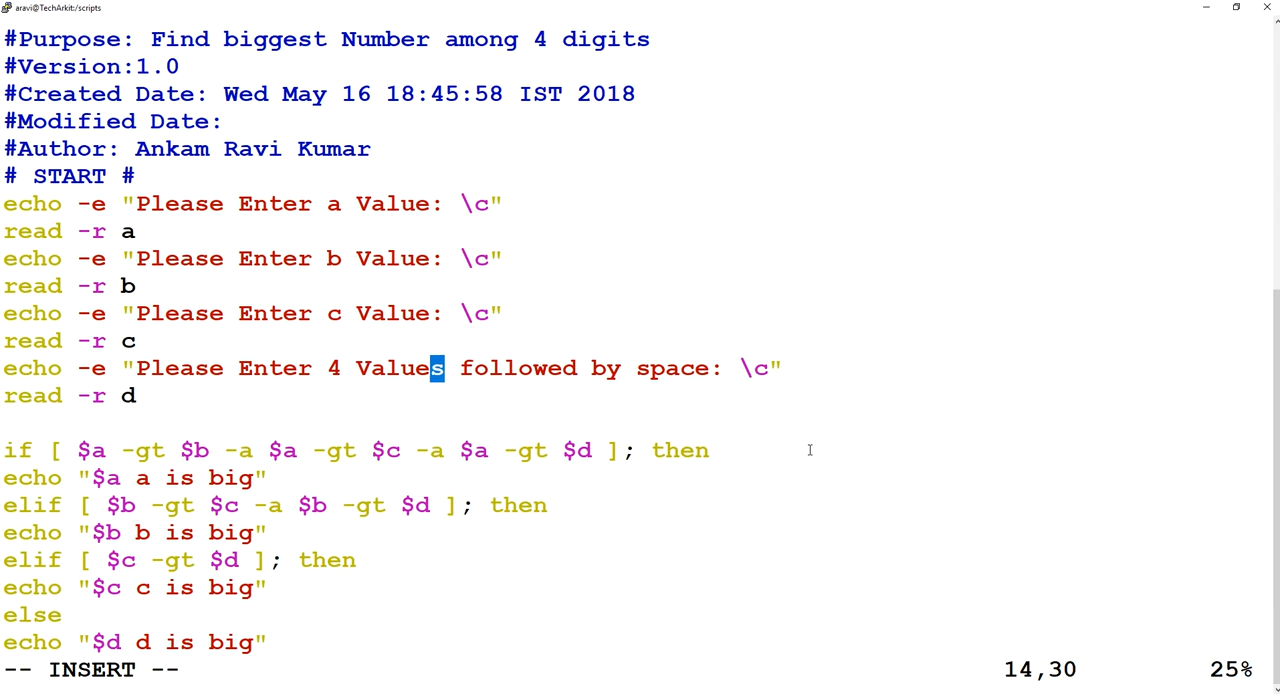 aravi@TechArkit:/scripts
#Purpose: Find biggest Number among 4 digits
#Version:1.0
#Created Date: Wed May 16 18:45:58 IST 2018
#Modified Date:
#Author: Ankam Ravi Kumar
# START #
echo -e "Please Enter a Value: \c"
read -r a
echo -e "Please Enter b Value: \c"
read -r b
echo -e "Please Enter c Value: \c"
read -r c
echo -e "Please Enter 4 Values followed by space: \c"
read -r d
if [ $a -gt $b -a $a -gt $c -a $a -gt $d ]; then
echo "$a a is big"
elif [ $b -gt $c -a $b -gt $d ]; then
echo "$b b is big"
elif [ $c -gt $d ]; then
echo "$c c is big"
else
echo "$d d is big"
-- INSERT -- 14,30 25%